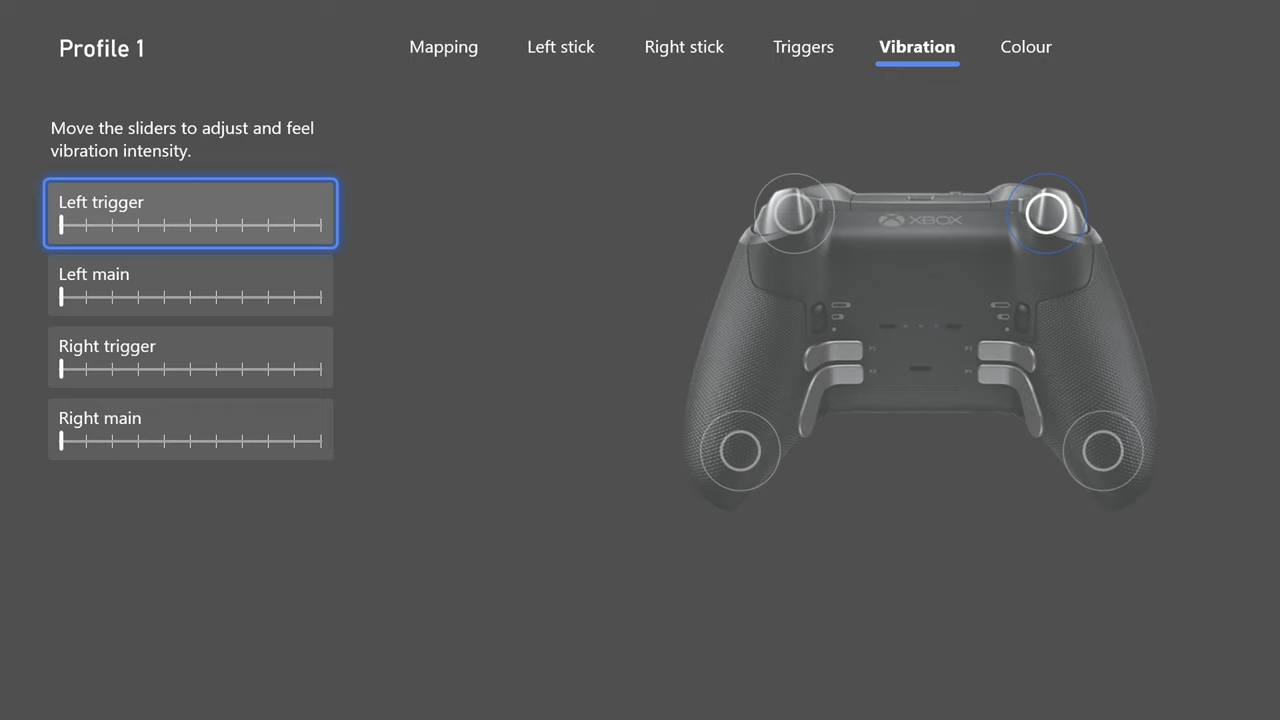 Profile 1
Mapping
Left stick
Right stick
Triggers
Vibration
Colour
Move the sliders to adjust and feel
vibration intensity.
Left trigger
Left main
Right trigger
Right main
XBOX